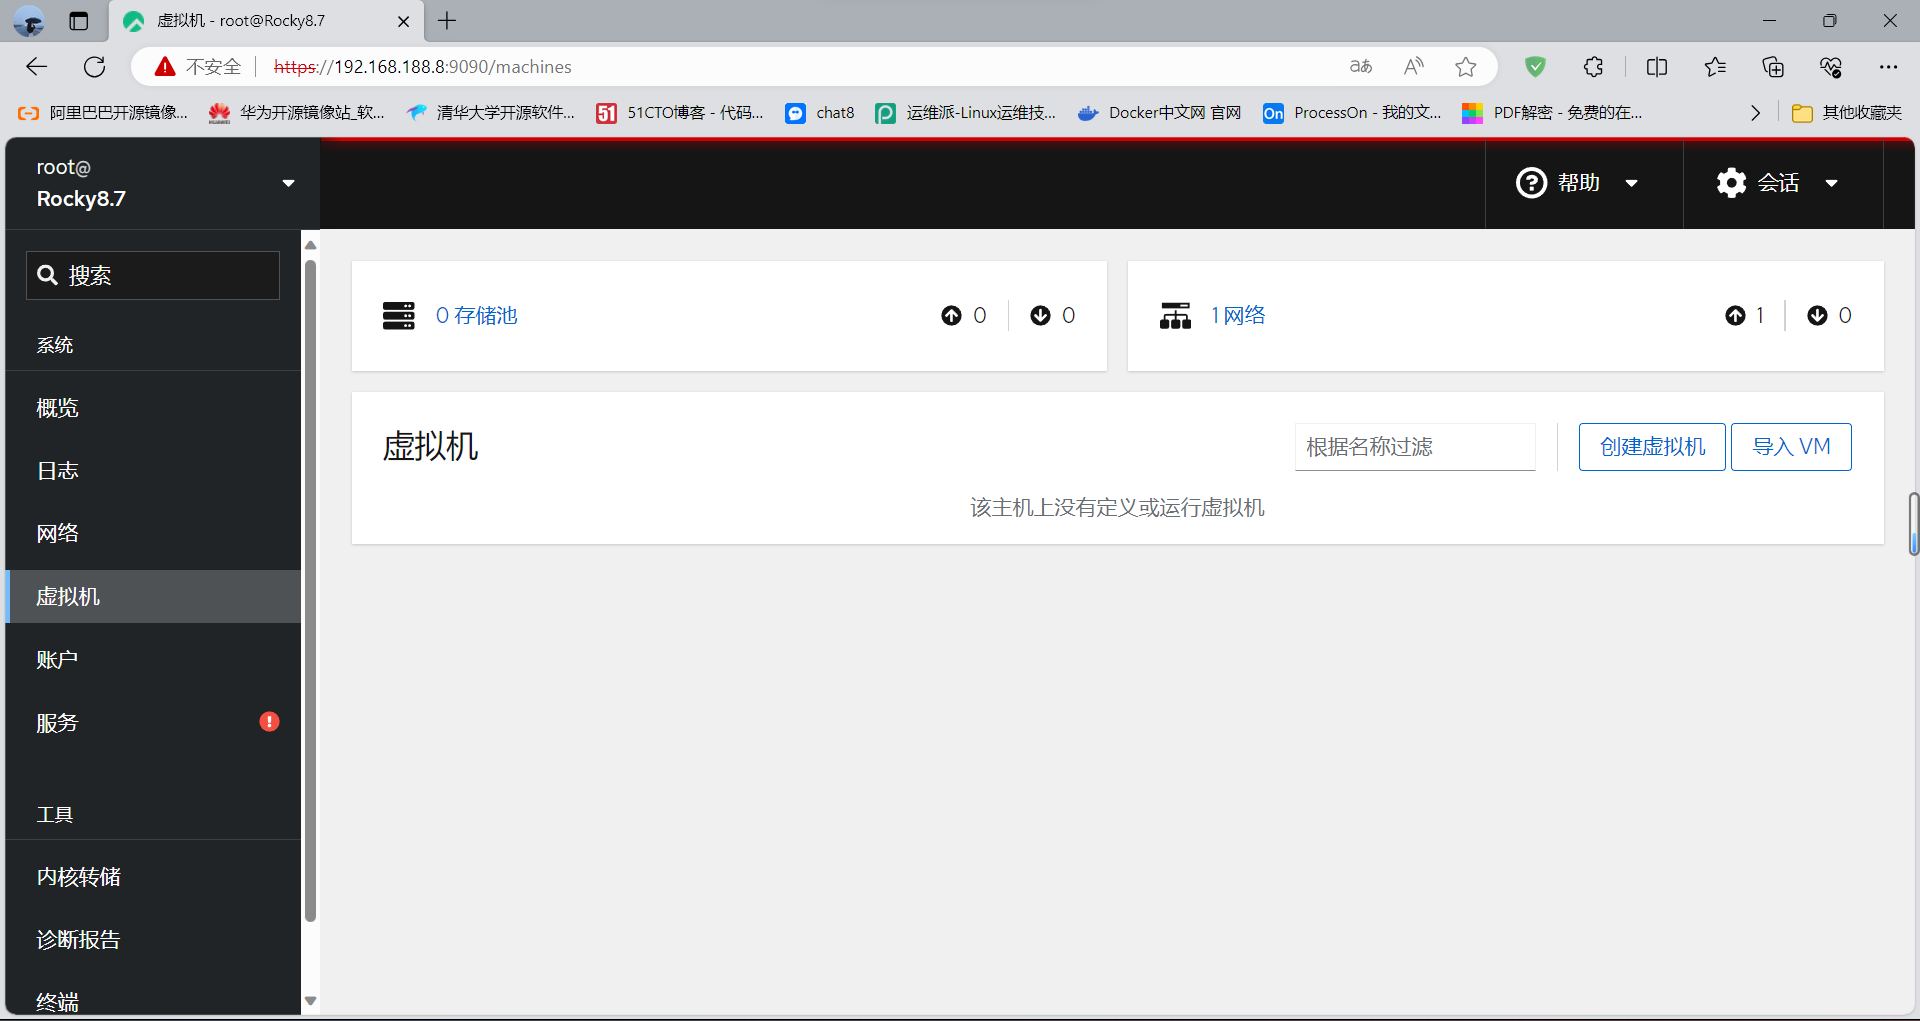 虚拟机 - root@Rocky8.7
不安全 https://192.168.188.8:9090/machines
阿里巴巴开源镜像... 华为开源镜像站_软... 清华大学开源软件... 51CTO博客 - 代码... chat8 运维派-Linux运维技... Docker中文网 官网 ProcessOn - 我的文... PDF解密 - 免费的在... 其他收藏夹
root@
Rocky8.7
帮助 会话
搜索
系统
概览
日志
网络
虚拟机
账户
服务
工具
内核转储
诊断报告
终端
0 存储池 0 0
1 网络 1 0
虚拟机 根据名称过滤 创建虚拟机 导入 VM
该主机上没有定义或运行虚拟机